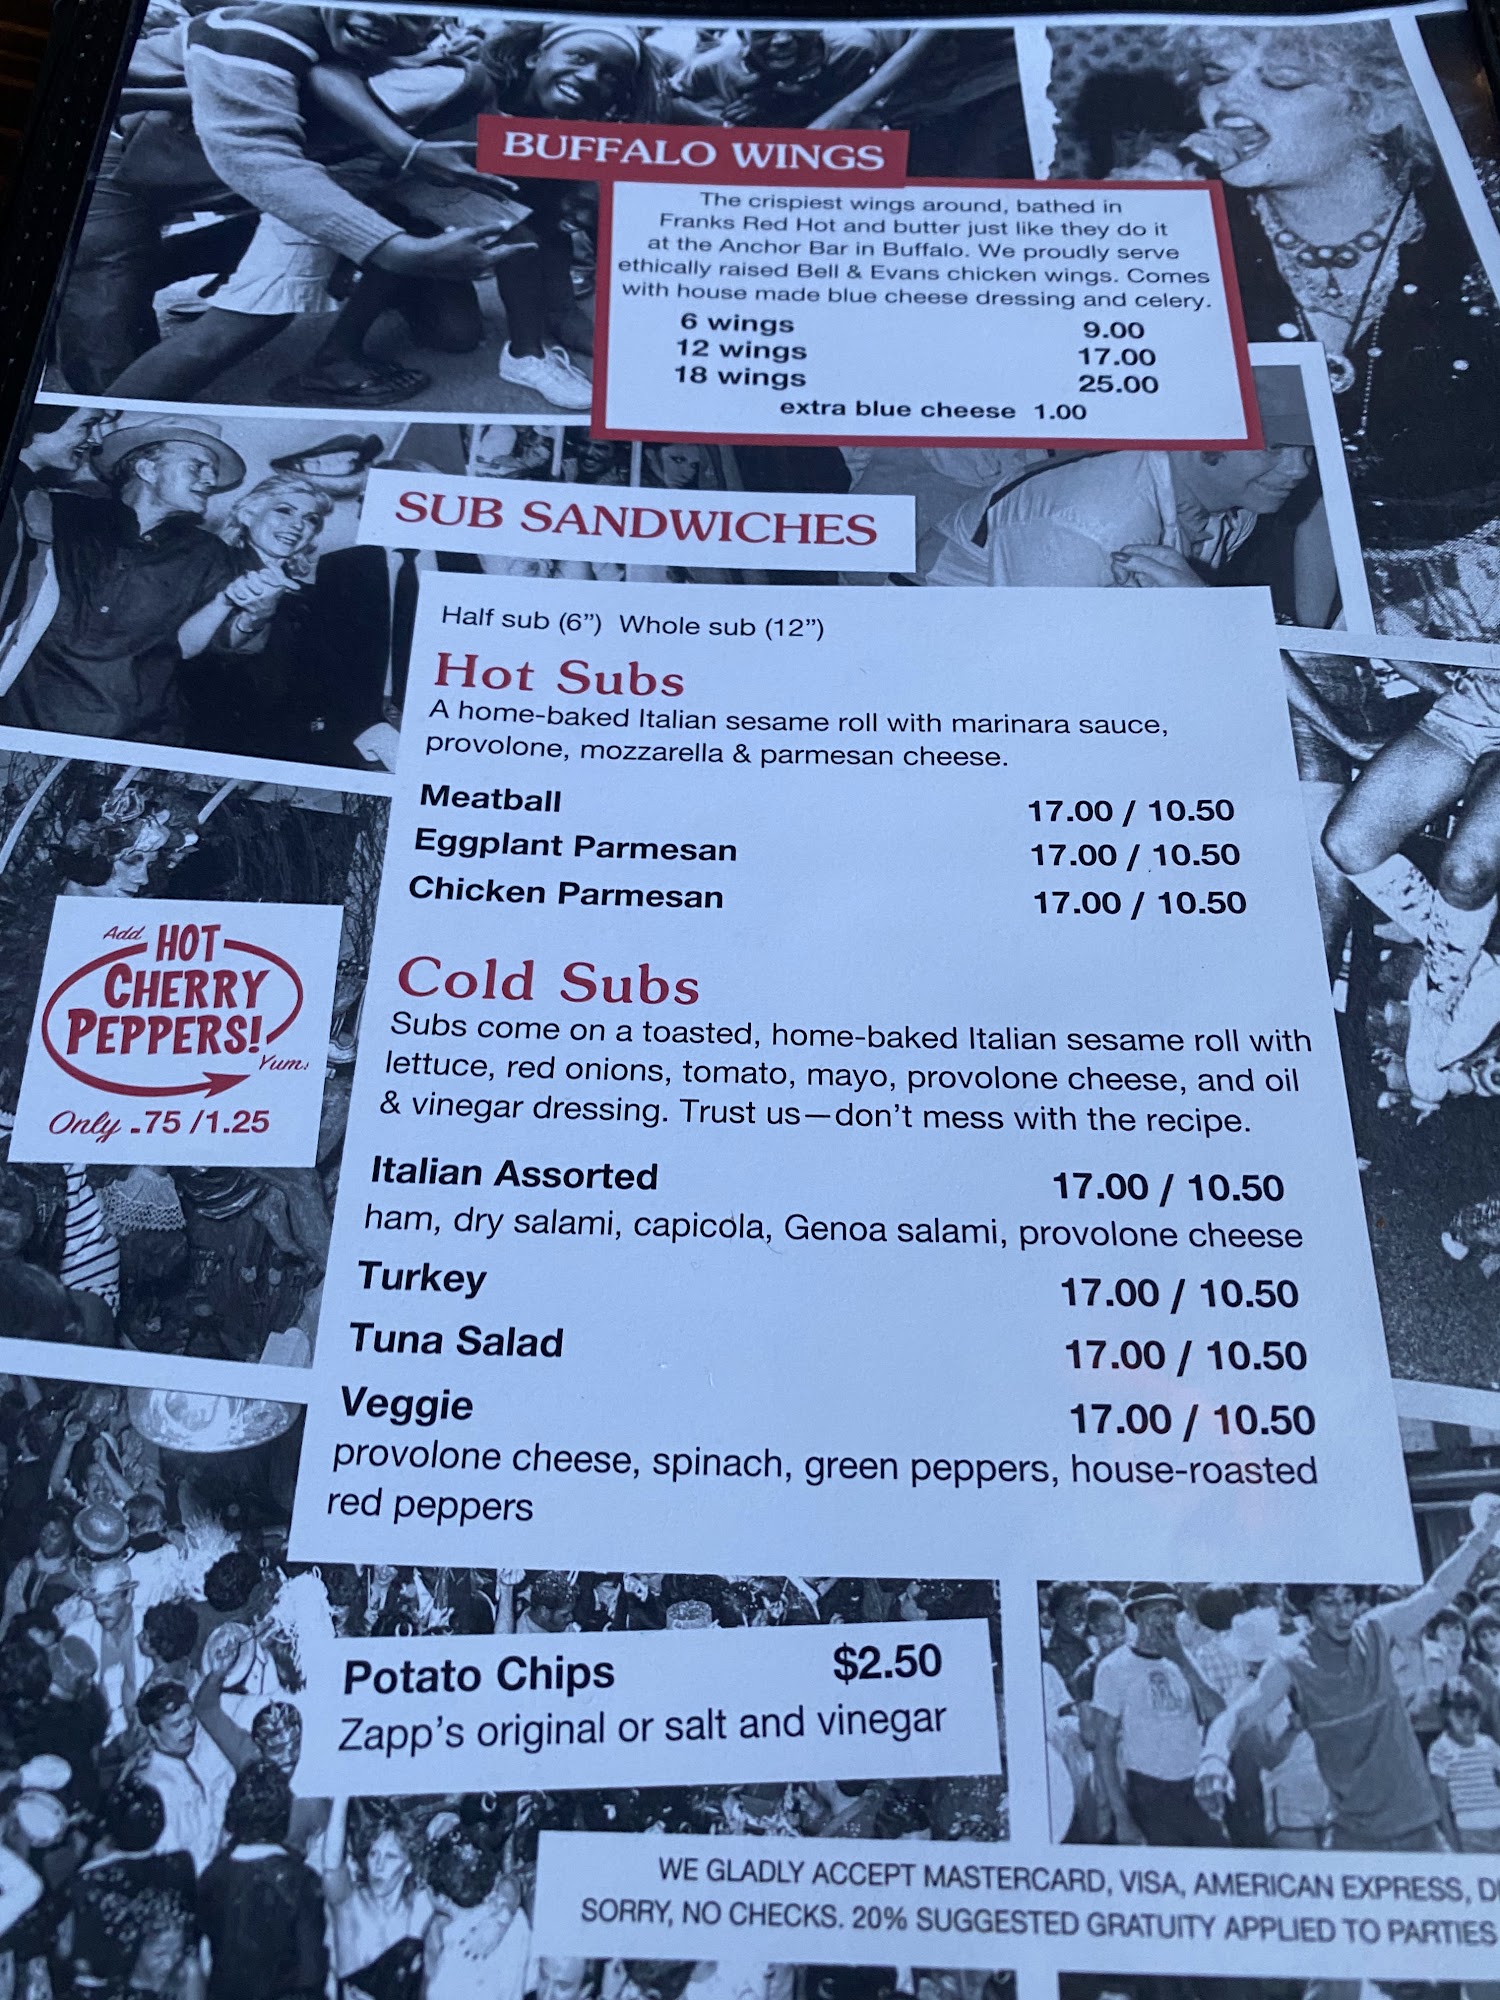 BUFFALO WINGS
The crispiest wings around, bathed in
Franks Red Hot and butter just like they do it
at the Anchor Bar in Buffalo. We proudly serve
ethically raised Bell & Evans chicken wings. Comes
with house made blue cheese dressing and celery.
6 wings 9.00
12 wings 17.00
18 wings 25.00
extra blue cheese 1.00
SUB SANDWICHES
Half sub (6”) Whole sub (12”)
Hot Subs
A home-baked Italian sesame roll with marinara sauce,
provolone, mozzarella & parmesan cheese.
Meatball 17.00 / 10.50
Eggplant Parmesan 17.00 / 10.50
Chicken Parmesan 17.00 / 10.50
Add HOT
CHERRY
PEPPERS!
Yum.
Only .75 /1.25
Cold Subs
Subs come on a toasted, home-baked Italian sesame roll with
lettuce, red onions, tomato, mayo, provolone cheese, and oil
& vinegar dressing. Trust us—don’t mess with the recipe.
Italian Assorted 17.00 / 10.50
ham, dry salami, capicola, Genoa salami, provolone cheese
Turkey 17.00 / 10.50
Tuna Salad 17.00 / 10.50
Veggie 17.00 / 10.50
provolone cheese, spinach, green peppers, house-roasted
red peppers
Potato Chips $2.50
Zapp’s original or salt and vinegar
WE GLADLY ACCEPT MASTERCARD, VISA, AMERICAN EXPRESS,
SORRY, NO CHECKS. 20% SUGGESTED GRATUITY APPLIED TO PARTIES